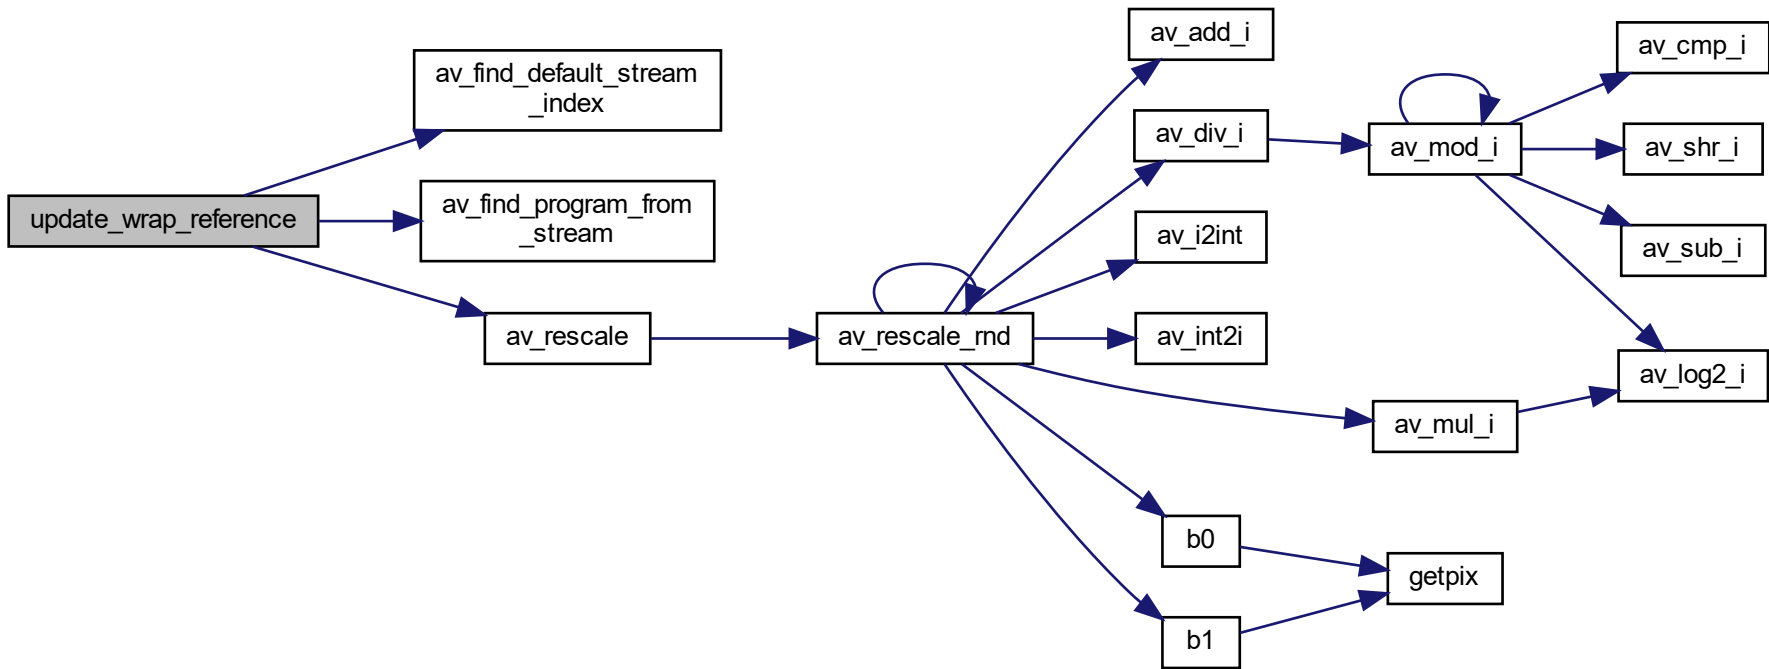 update_wrap_reference
av_find_default_stream
_index
av_find_program_from
_stream
av_rescale
av_rescale_rnd
av_add_i
av_div_i
av_i2int
av_int2i
av_mul_i
b0
b1
av_mod_i
getpix
av_cmp_i
av_shr_i
av_sub_i
av_log2_i